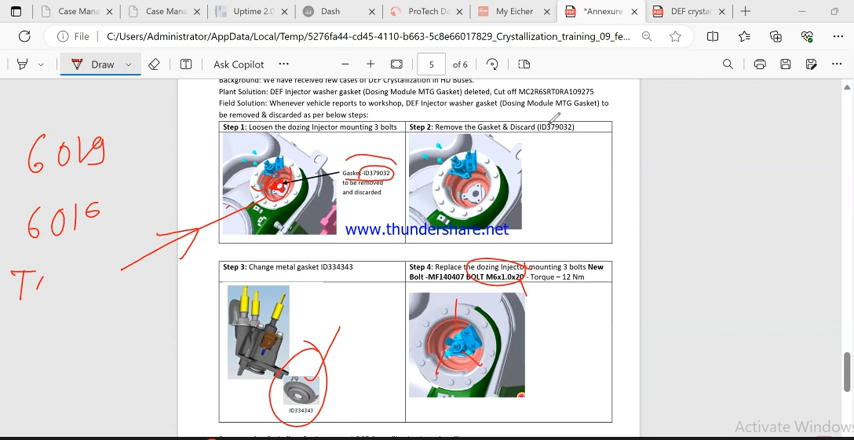 Case Mana
Case Mana
Uptime 2.0
Dash
ProTech Da
My Eicher
*Annexure
DEF crystal
File
C:/Users/Administrator/AppData/Local/Temp/5276fa44-cd45-4110-b663-5c8e66017829_Crystallization_training_09_fe...
Draw
Ask Copilot
5 of 6
Background: We have received few cases of DEF Crystallization in HD Buses.
Plant Solution: DEF Injector washer gasket (Dosing Module MTG Gasket) deleted, Cut off MC2R6SRT0RA109275
Field Solution: Whenever vehicle reports to workshop, DEF Injector washer gasket (Dosing Module MTG Gasket) to
be removed & discarded as per below steps:
Step 1: Loosen the dozing Injector mounting 3 bolts
Step 2: Remove the Gasket & Discard (ID379032)
Gasket-ID379032
to be removed
and discarded
6019
6016
www.thundershare.net
Step 3: Change metal gasket ID334343
Step 4: Replace the dozing Injector mounting 3 bolts New
Bolt -MF140407 BOLT M6x1.0x20 - Torque – 12 Nm
ID334343
Activate Windows